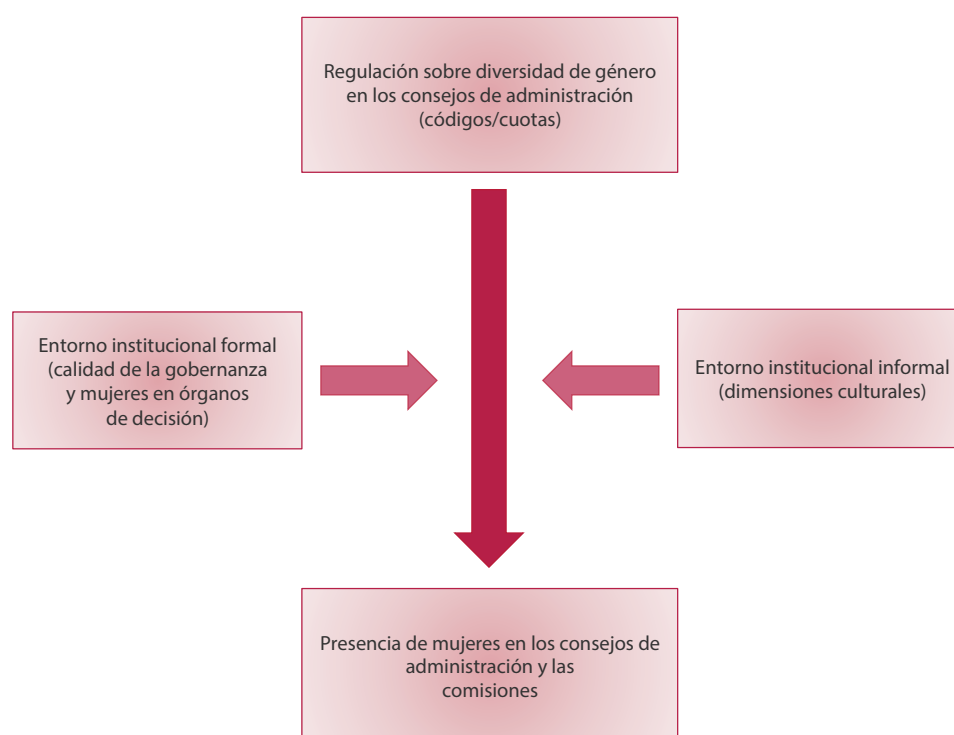 Regulación sobre diversidad de género
en los consejos de administración
(códigos/cuotas)
Entorno institucional formal
(calidad de la gobernanza
y mujeres en órganos
de decisión)
Entorno institucional informal
(dimensiones culturales)
Presencia de mujeres en los consejos de
administración y las
comisiones